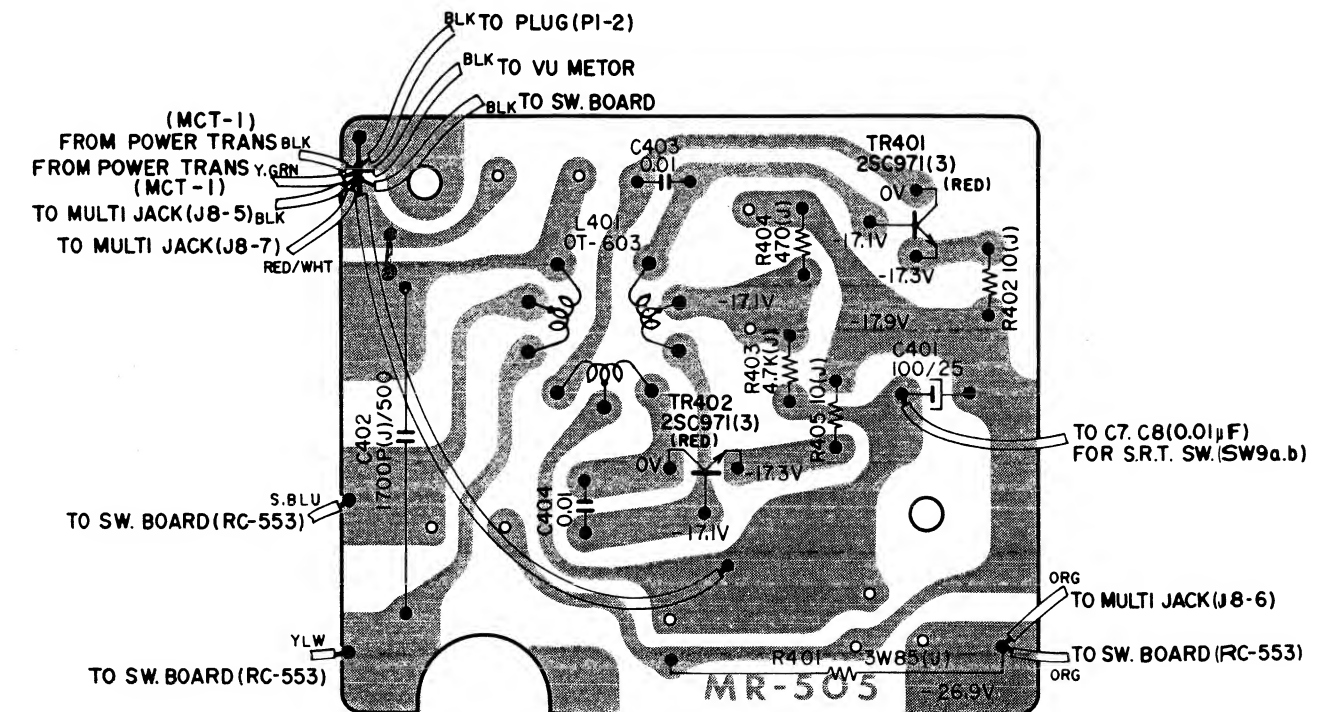 BLK TO PLUG (P1-2)
BLK TO VU METOR
BLK TO SW. BOARD
(MCT-1)
FROM POWER TRANS BLK
FROM POWER TRANS Y.GRN
(MCT-1)
TO MULTI JACK (J8-5) BLK
TO MULTI JACK (J8-7)
RED/WHT
C403
0.01
TR401
2SC971(3)
(RED)
0V
L401
OT-603
R404
470(J)
-17.1V
-17.3V
R402 10(J)
-17.1V
-17.9V
R403
4.7K(J)
C401
100/25
R405 10(J)
TR402
2SC971(3)
(RED)
0V
-17.3V
C402
1700P(J)/500
C404
0.01
-17.1V
TO C7. C8(0.01μF)
FOR S.R.T. SW.(SW9a.b)
S.BLU
TO SW. BOARD (RC-553)
ORG
TO MULTI JACK (J8-6)
YLW
TO SW. BOARD (RC-553)
TO SW. BOARD (RC-553)
ORG
R401 3W85(J)
MR-505
-26.9V